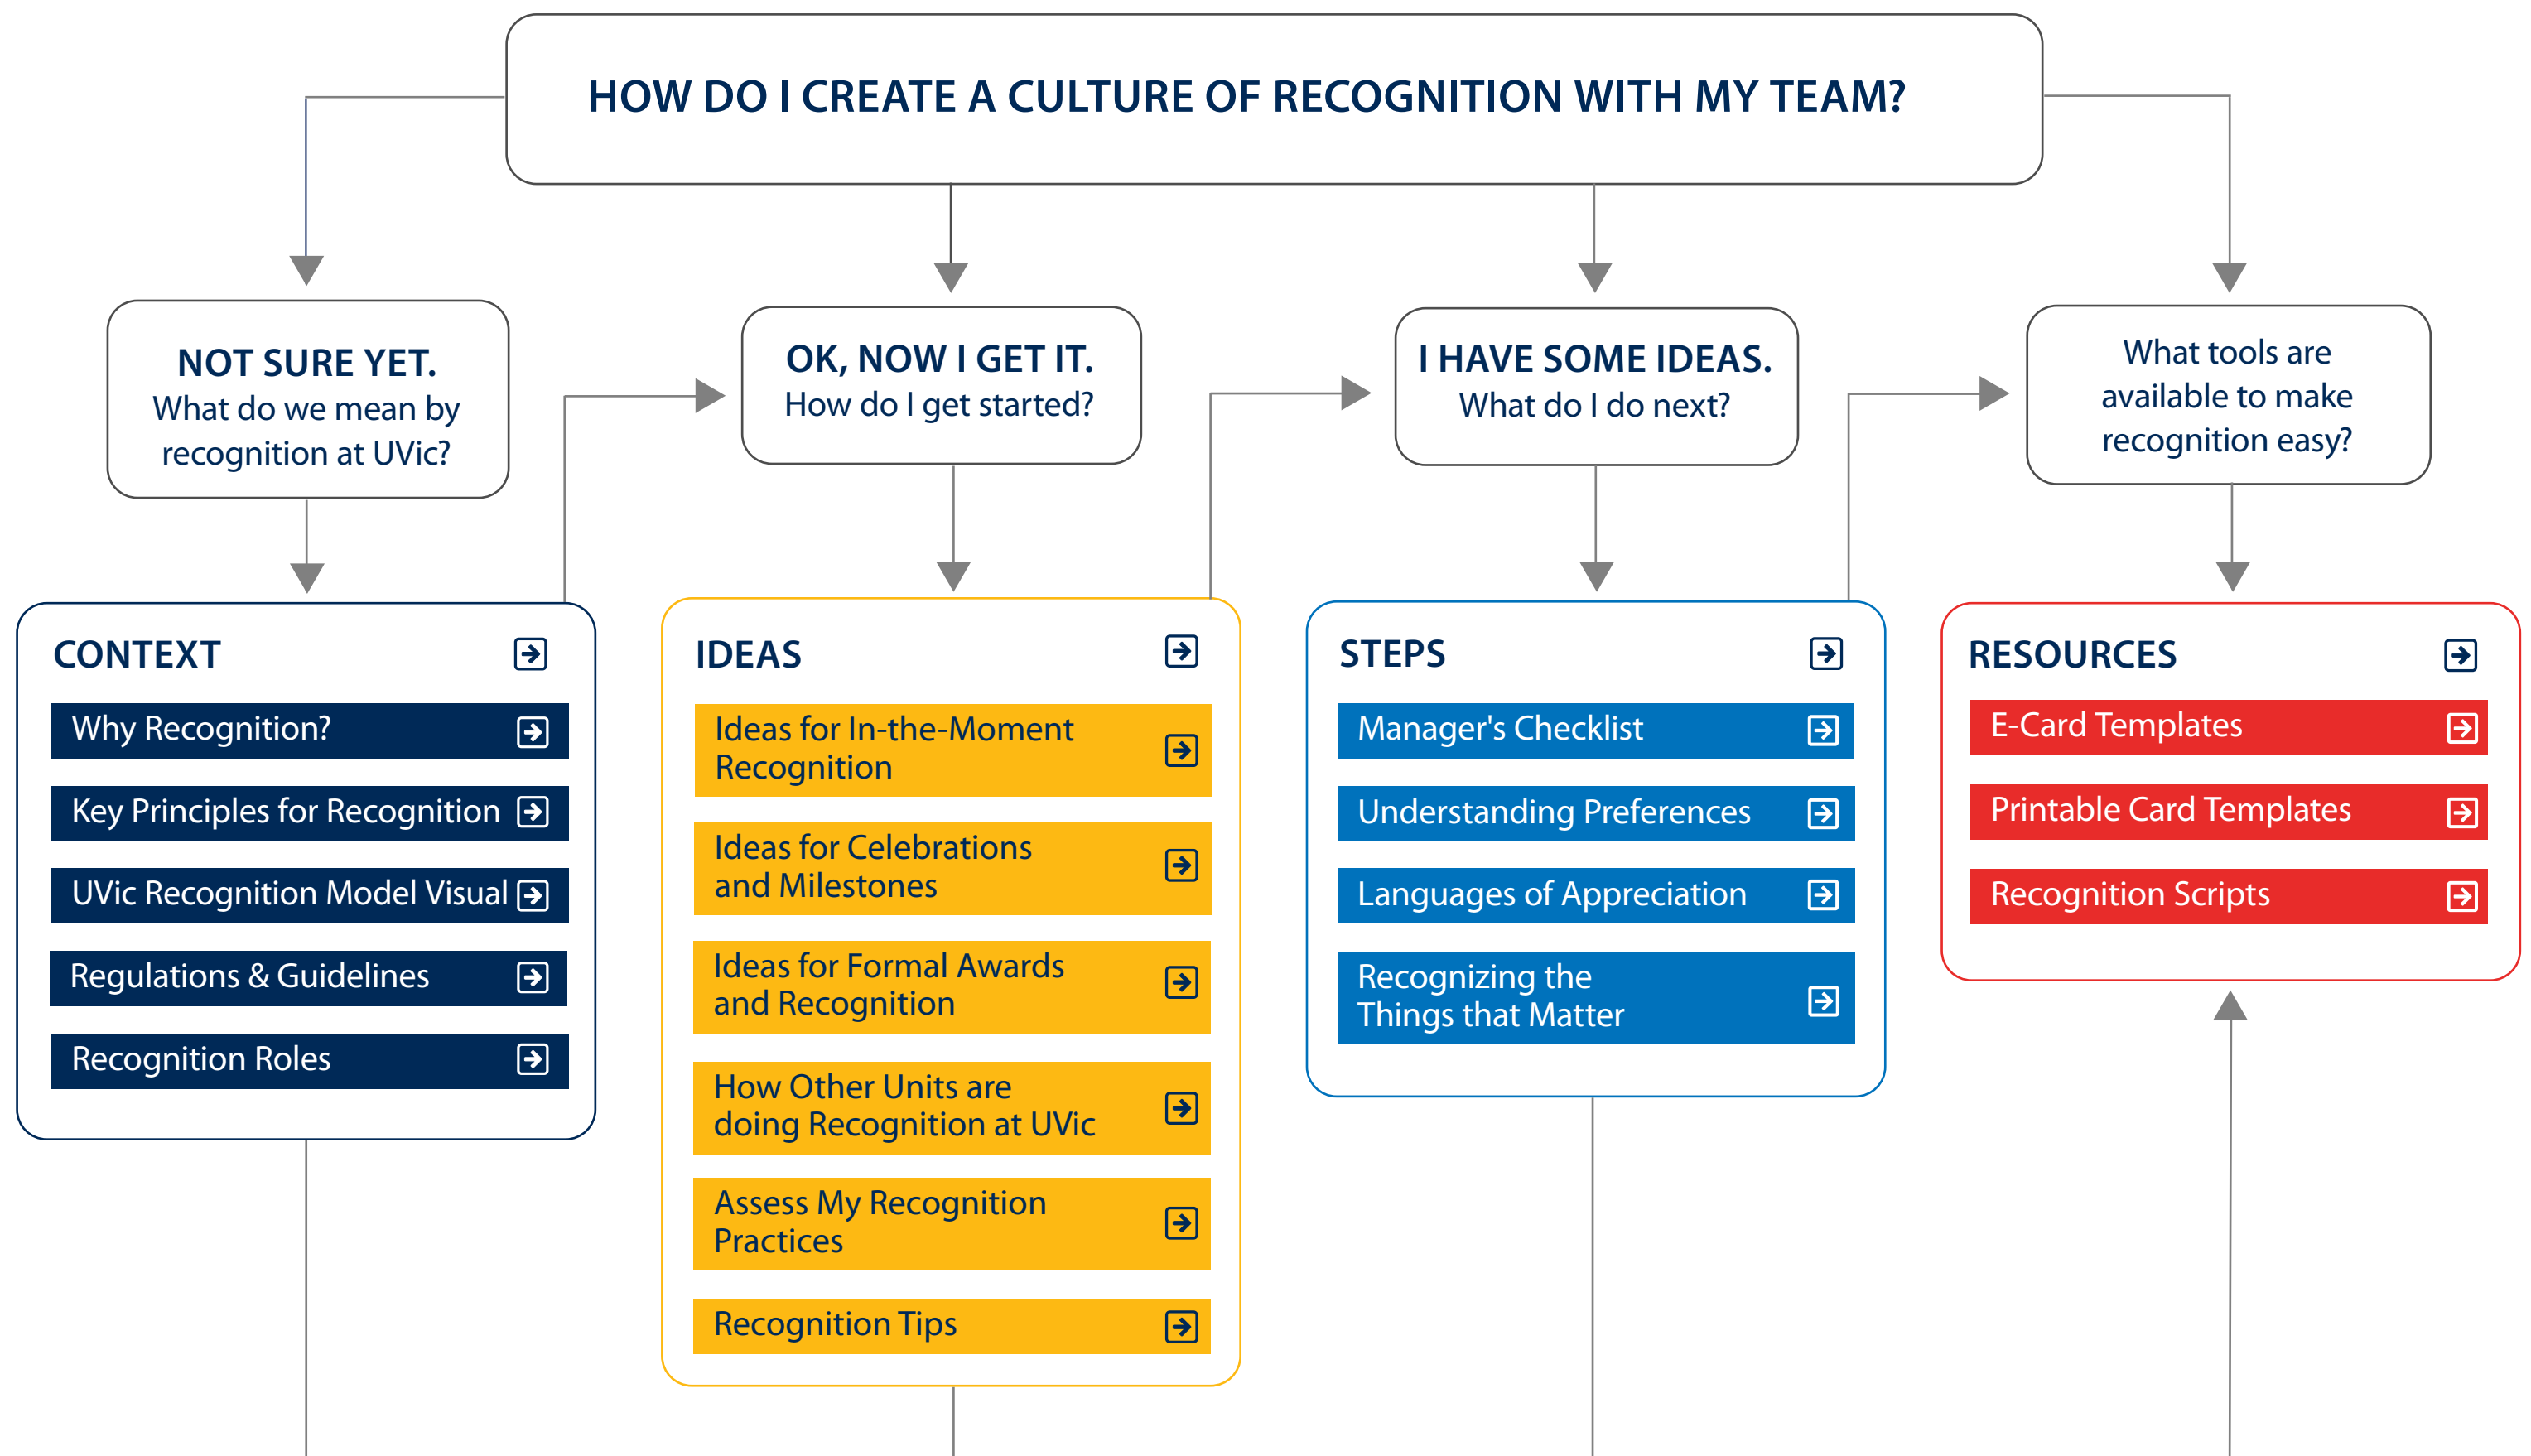 HOW DO I CREATE A CULTURE OF RECOGNITION WITH MY TEAM?
NOT SURE YET.
What do we mean by
recognition at UVic?
OK, NOW I GET IT.
How do I get started?
I HAVE SOME IDEAS.
What do I do next?
What tools are
available to make
recognition easy?
CONTEXT
Why Recognition?
Key Principles for Recognition
UVic Recognition Model Visual
Regulations & Guidelines
Recognition Roles
IDEAS
Ideas for In-the-Moment
Recognition
Ideas for Celebrations
and Milestones
Ideas for Formal Awards
and Recognition
How Other Units are
doing Recognition at UVic
Assess My Recognition
Practices
Recognition Tips
STEPS
Manager's Checklist
Understanding Preferences
Languages of Appreciation
Recognizing the
Things that Matter
RESOURCES
E-Card Templates
Printable Card Templates
Recognition Scripts